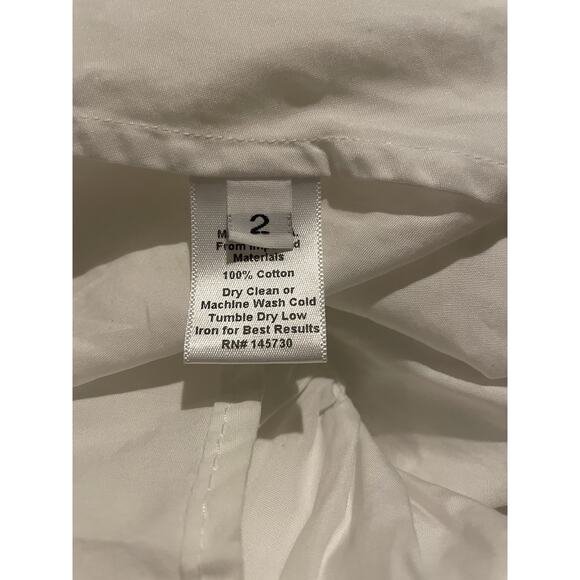 2
Materials
100% Cotton
Dry Clean or
Machine Wash Cold
Tumble Dry Low
Iron for Best Results
RN# 145730